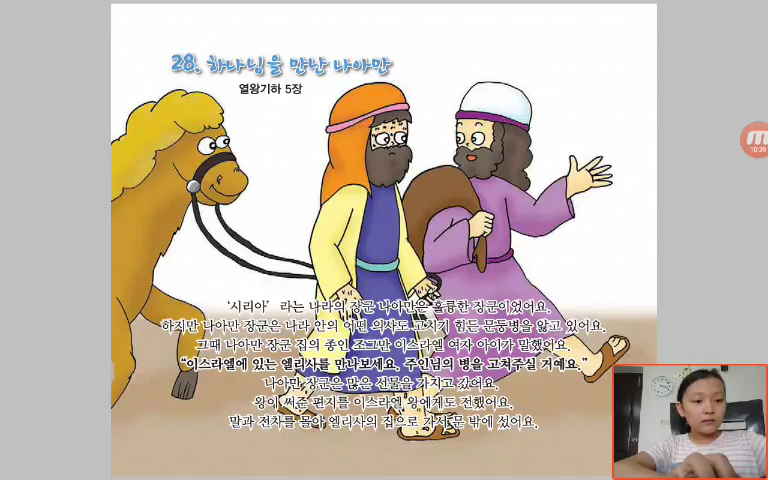 28. 하나님을 만난 나아만
열왕기하 5장
'시리아' 라는 나라의 장군 나아만은 훌륭한 장군이었어요.
하지만 나아만 장군은 나라 안의 어떤 의사도 고치기 힘든 문둥병을 앓고 있어요.
그때 나아만 장군 집의 종인 조그만 이스라엘 여자 아이가 말했어요.
"이스라엘에 있는 엘리사를 만나보세요. 주인님의 병을 고쳐주실 거예요."
나아만 장군은 많은 선물을 가지고 갔어요.
왕이 써준 편지를 이스라엘 왕에게도 전했어요.
말과 전차를 몰아 엘리사의 집으로 가서 문 밖에 섰어요.
10:39